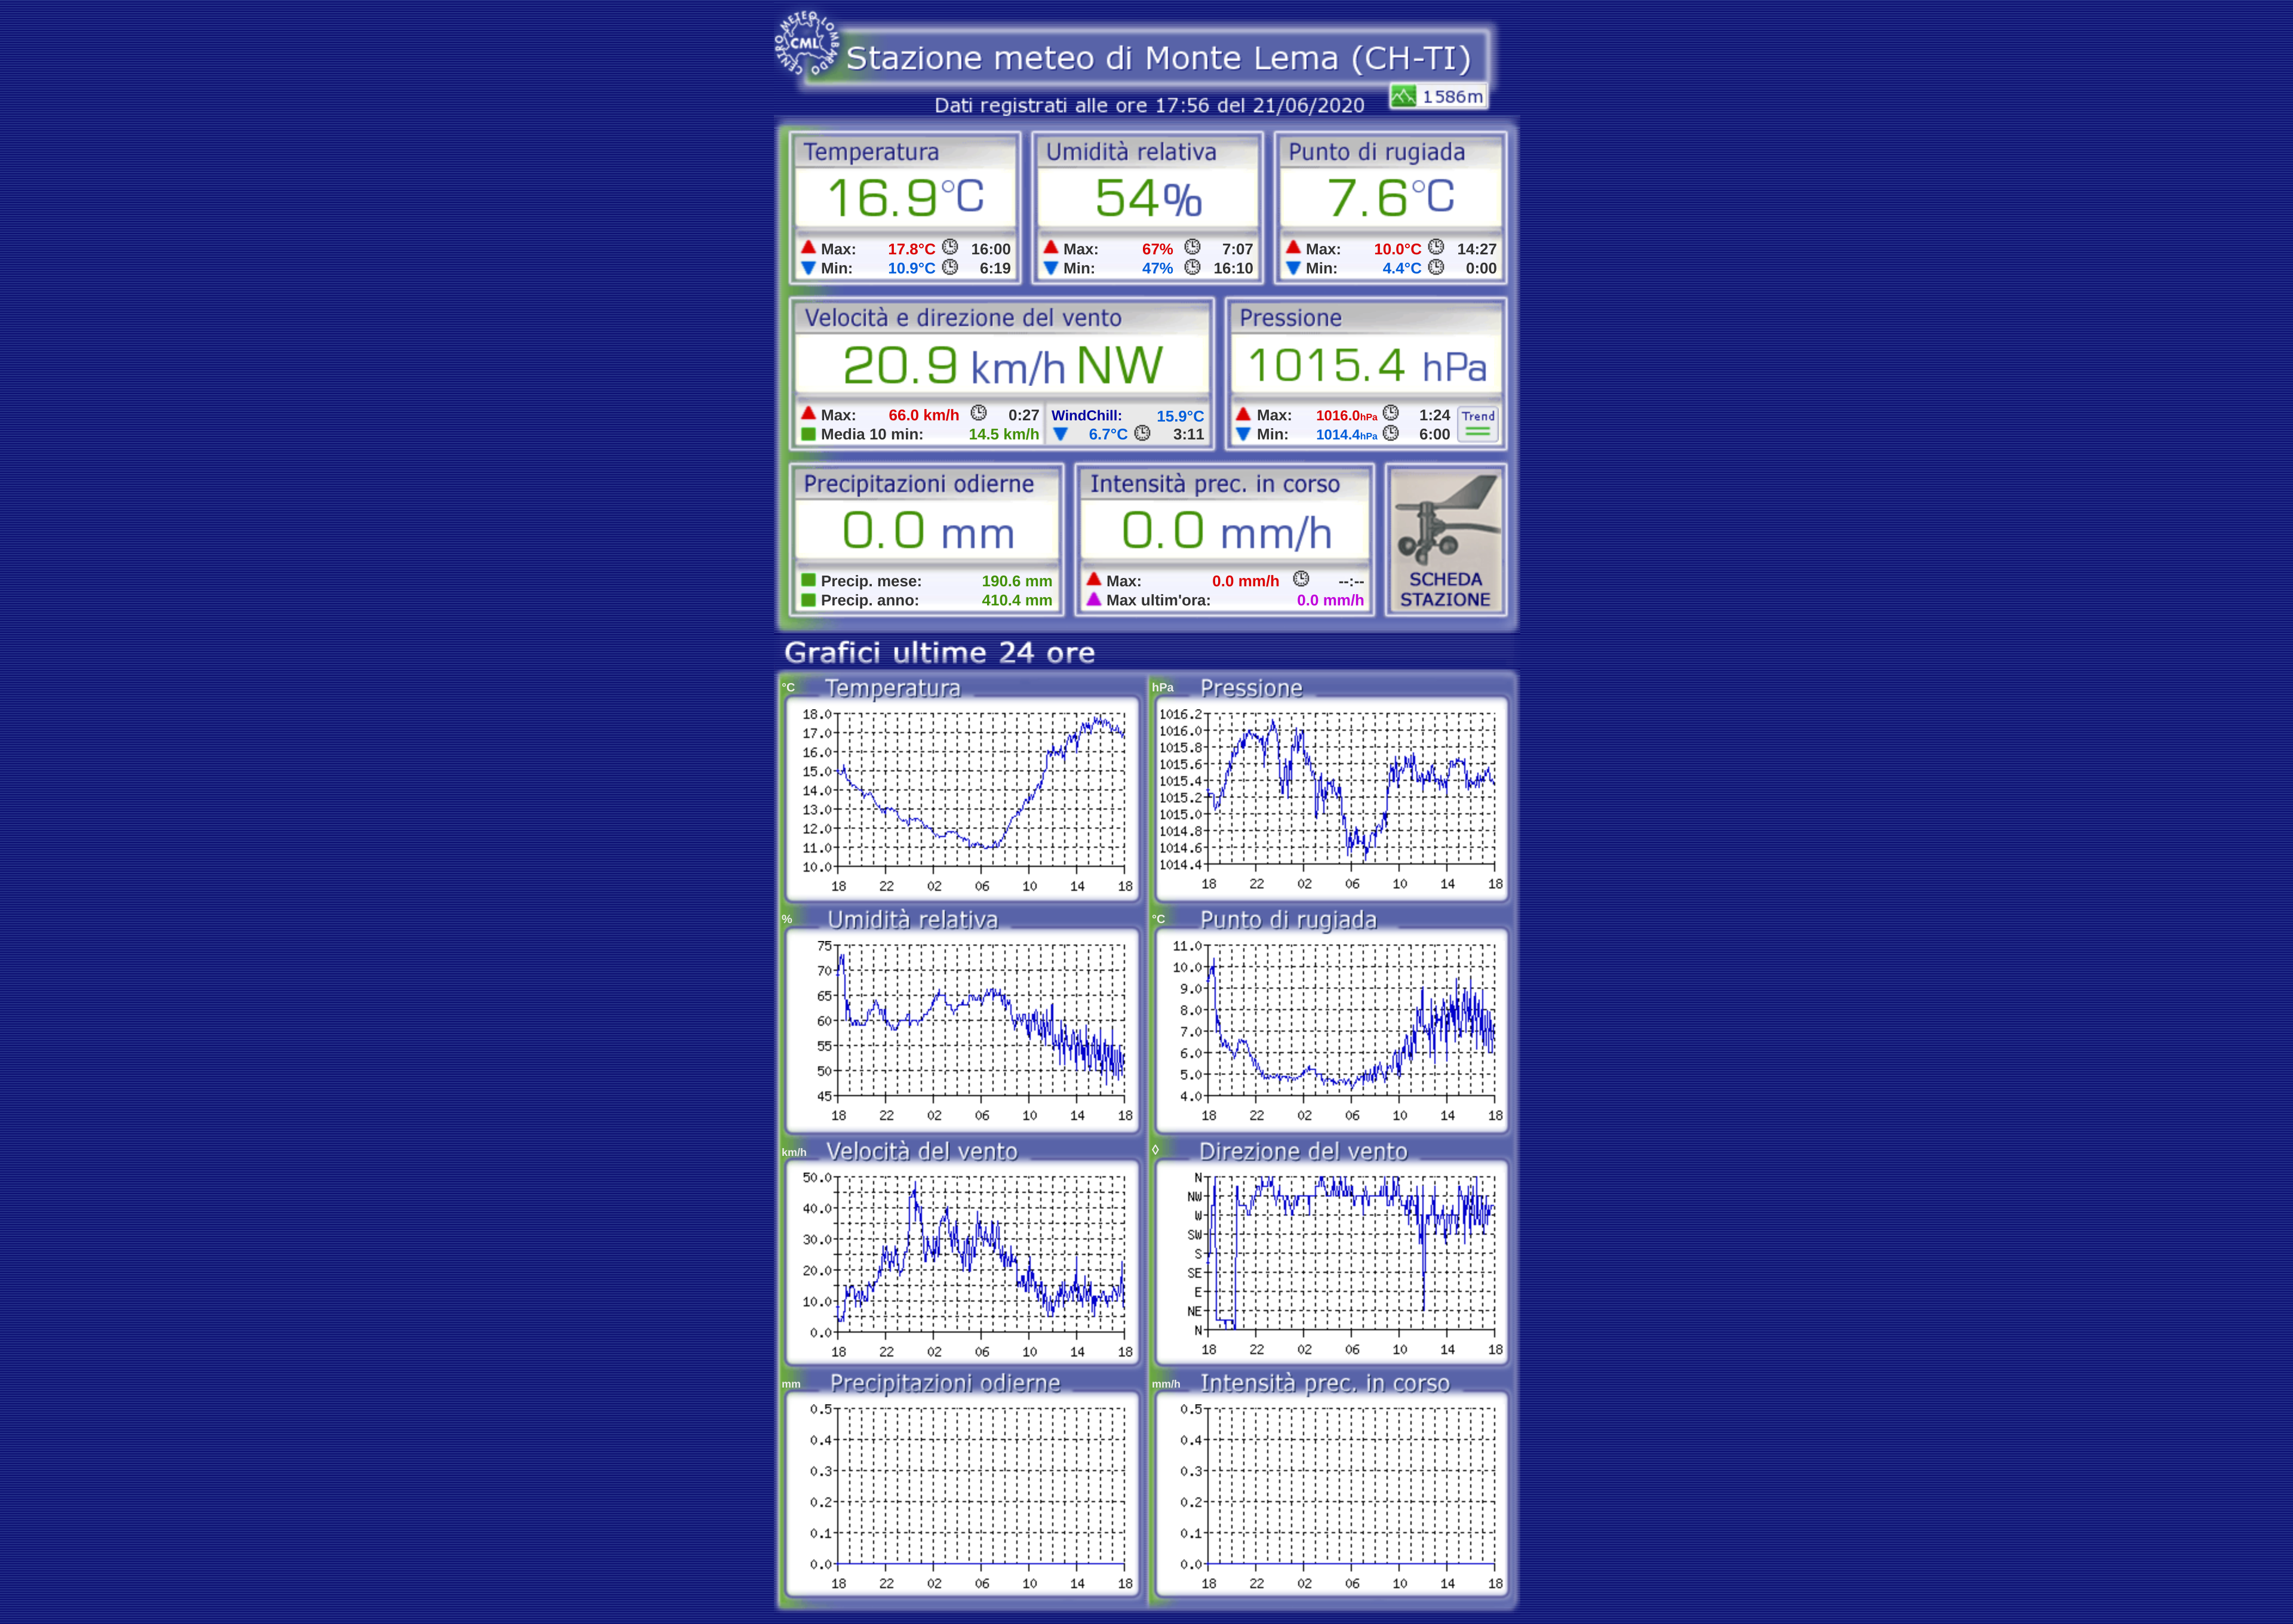 CENTRO METEO LOMBARDO
CML
Stazione meteo di Monte Lema (CH-TI)
1586m
Dati registrati alle ore 17:56 del 21/06/2020
Temperatura Umidità relativa Punto di rugiada
16.9°C 54% 7.6°C
Max: 17.8°C 16:00 Max: 67% 7:07 Max: 10.0°C 14:27
Min: 10.9°C 6:19 Min: 47% 16:10 Min: 4.4°C 0:00
Velocità e direzione del vento Pressione
20.9 km/h NW 1015.4 hPa
Max: 66.0 km/h 0:27 WindChill: 15.9°C Max: 1016.0hPa 1:24 Trend
Media 10 min: 14.5 km/h 6.7°C 3:11 Min: 1014.4hPa 6:00
Precipitazioni odierne Intensità prec. in corso
0.0 mm 0.0 mm/h
Precip. mese: 190.6 mm Max: 0.0 mm/h --:-- SCHEDA
Precip. anno: 410.4 mm Max ultim'ora: 0.0 mm/h STAZIONE
Grafici ultime 24 ore
°C Temperatura
18.0
17.0
16.0
15.0
14.0
13.0
12.0
11.0
10.0
18 22 02 06 10 14 18
hPa Pressione
1016.2
1016.0
1015.8
1015.6
1015.4
1015.2
1015.0
1014.8
1014.6
1014.4
18 22 02 06 10 14 18
% Umidità relativa
75
70
65
60
55
50
45
18 22 02 06 10 14 18
°C Punto di rugiada
11.0
10.0
9.0
8.0
7.0
6.0
5.0
4.0
18 22 02 06 10 14 18
km/h Velocità del vento
50.0
40.0
30.0
20.0
10.0
0.0
18 22 02 06 10 14 18
◊ Direzione del vento
N
NW
W
SW
S
SE
E
NE
N
18 22 02 06 10 14 18
mm Precipitazioni odierne
0.5
0.4
0.3
0.2
0.1
0.0
18 22 02 06 10 14 18
mm/h Intensità prec. in corso
0.5
0.4
0.3
0.2
0.1
0.0
18 22 02 06 10 14 18